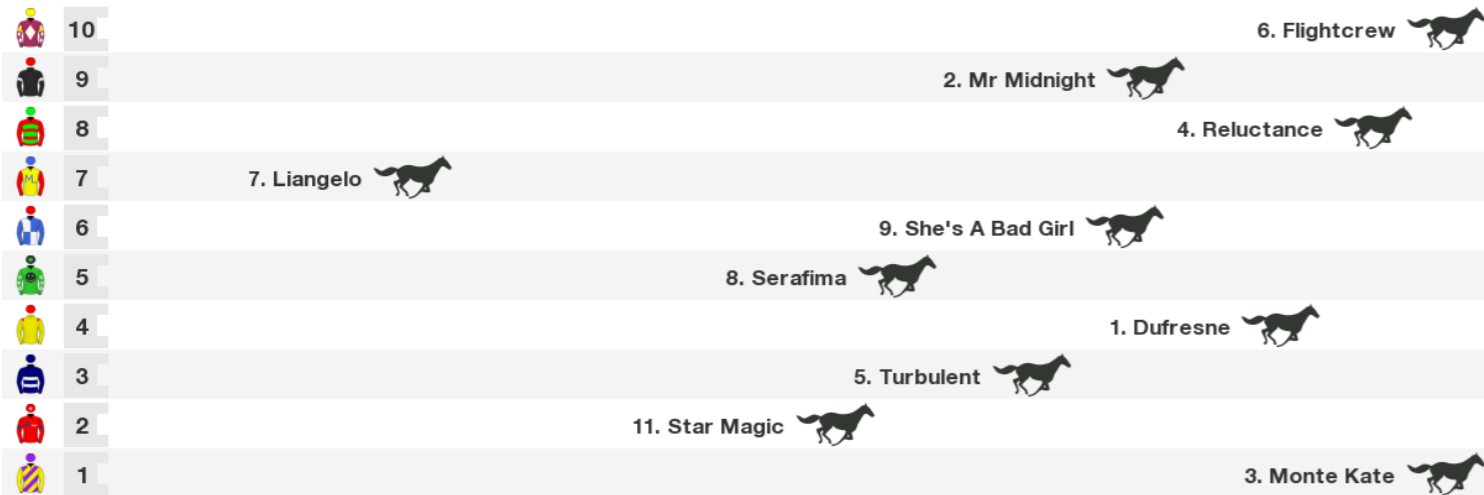 10 6. Flightcrew
9 2. Mr Midnight
8 4. Reluctance
7 7. Liangelo
6 9. She's A Bad Girl
5 8. Serafima
4 1. Dufresne
3 5. Turbulent
2 11. Star Magic
1 3. Monte Kate